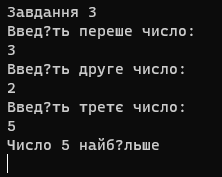 Завдання 3
Введ?ть переше число:
3
Введ?ть друге число:
2
Введ?ть третє число:
5
Число 5 найб?льше